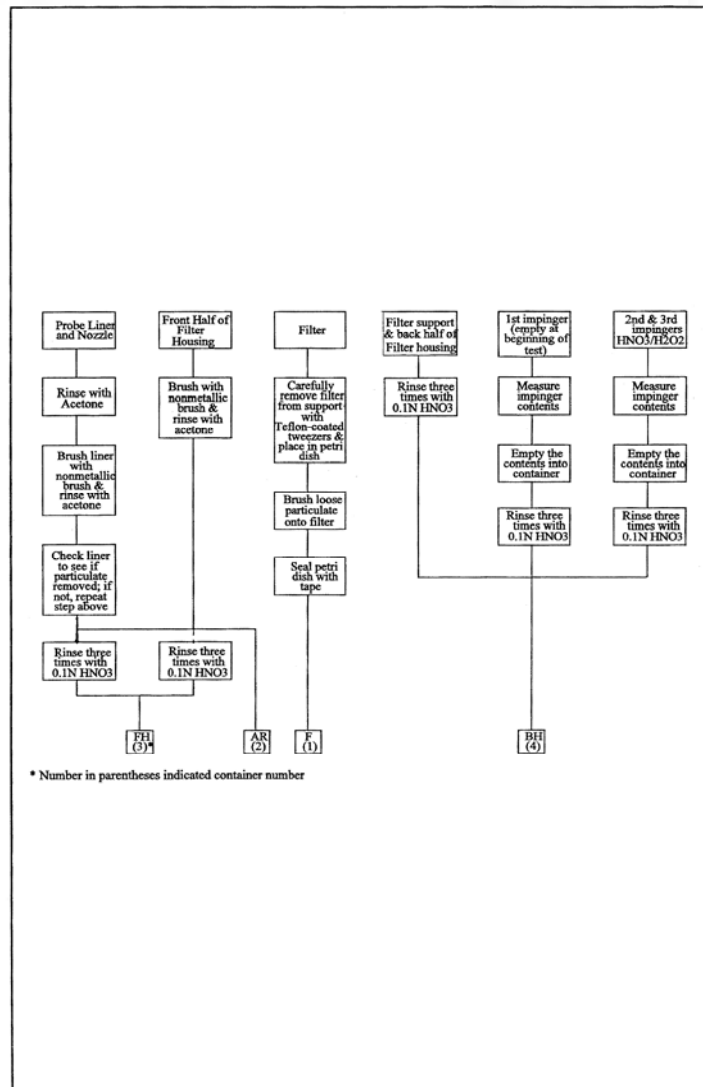 Probe Liner
and Nozzle
Rinse with
Acetone
Brush liner
with
nonmetallic
brush &
rinse with
acetone
Check liner
to see if
particulate
removed; if
not, repeat
step above
Rinse three
times with
0.1N HNO3
Front Half of
Filter
Housing
Brush with
nonmetallic
brush &
rinse with
acetone
Rinse three
times with
0.1N HNO3
FH
(3)*
AR
(2)
Filter
Carefully
remove filter
from support
with
Teflon-coated
tweezers &
place in petri
dish
Brush loose
particulate
onto filter
Seal petri
dish with
tape
F
(1)
Filter support
& back half of
Filter housing
Rinse three
times with
0.1N HNO3
1st impinger
(empty at
beginning of
test)
Measure
impinger
contents
Empty the
contents into
container
Rinse three
times with
0.1N HNO3
2nd & 3rd
impingers
HNO3/H2O2
Measure
impinger
contents
Empty the
contents into
container
Rinse three
times with
0.1N HNO3
BH
(4)
* Number in parentheses indicated container number